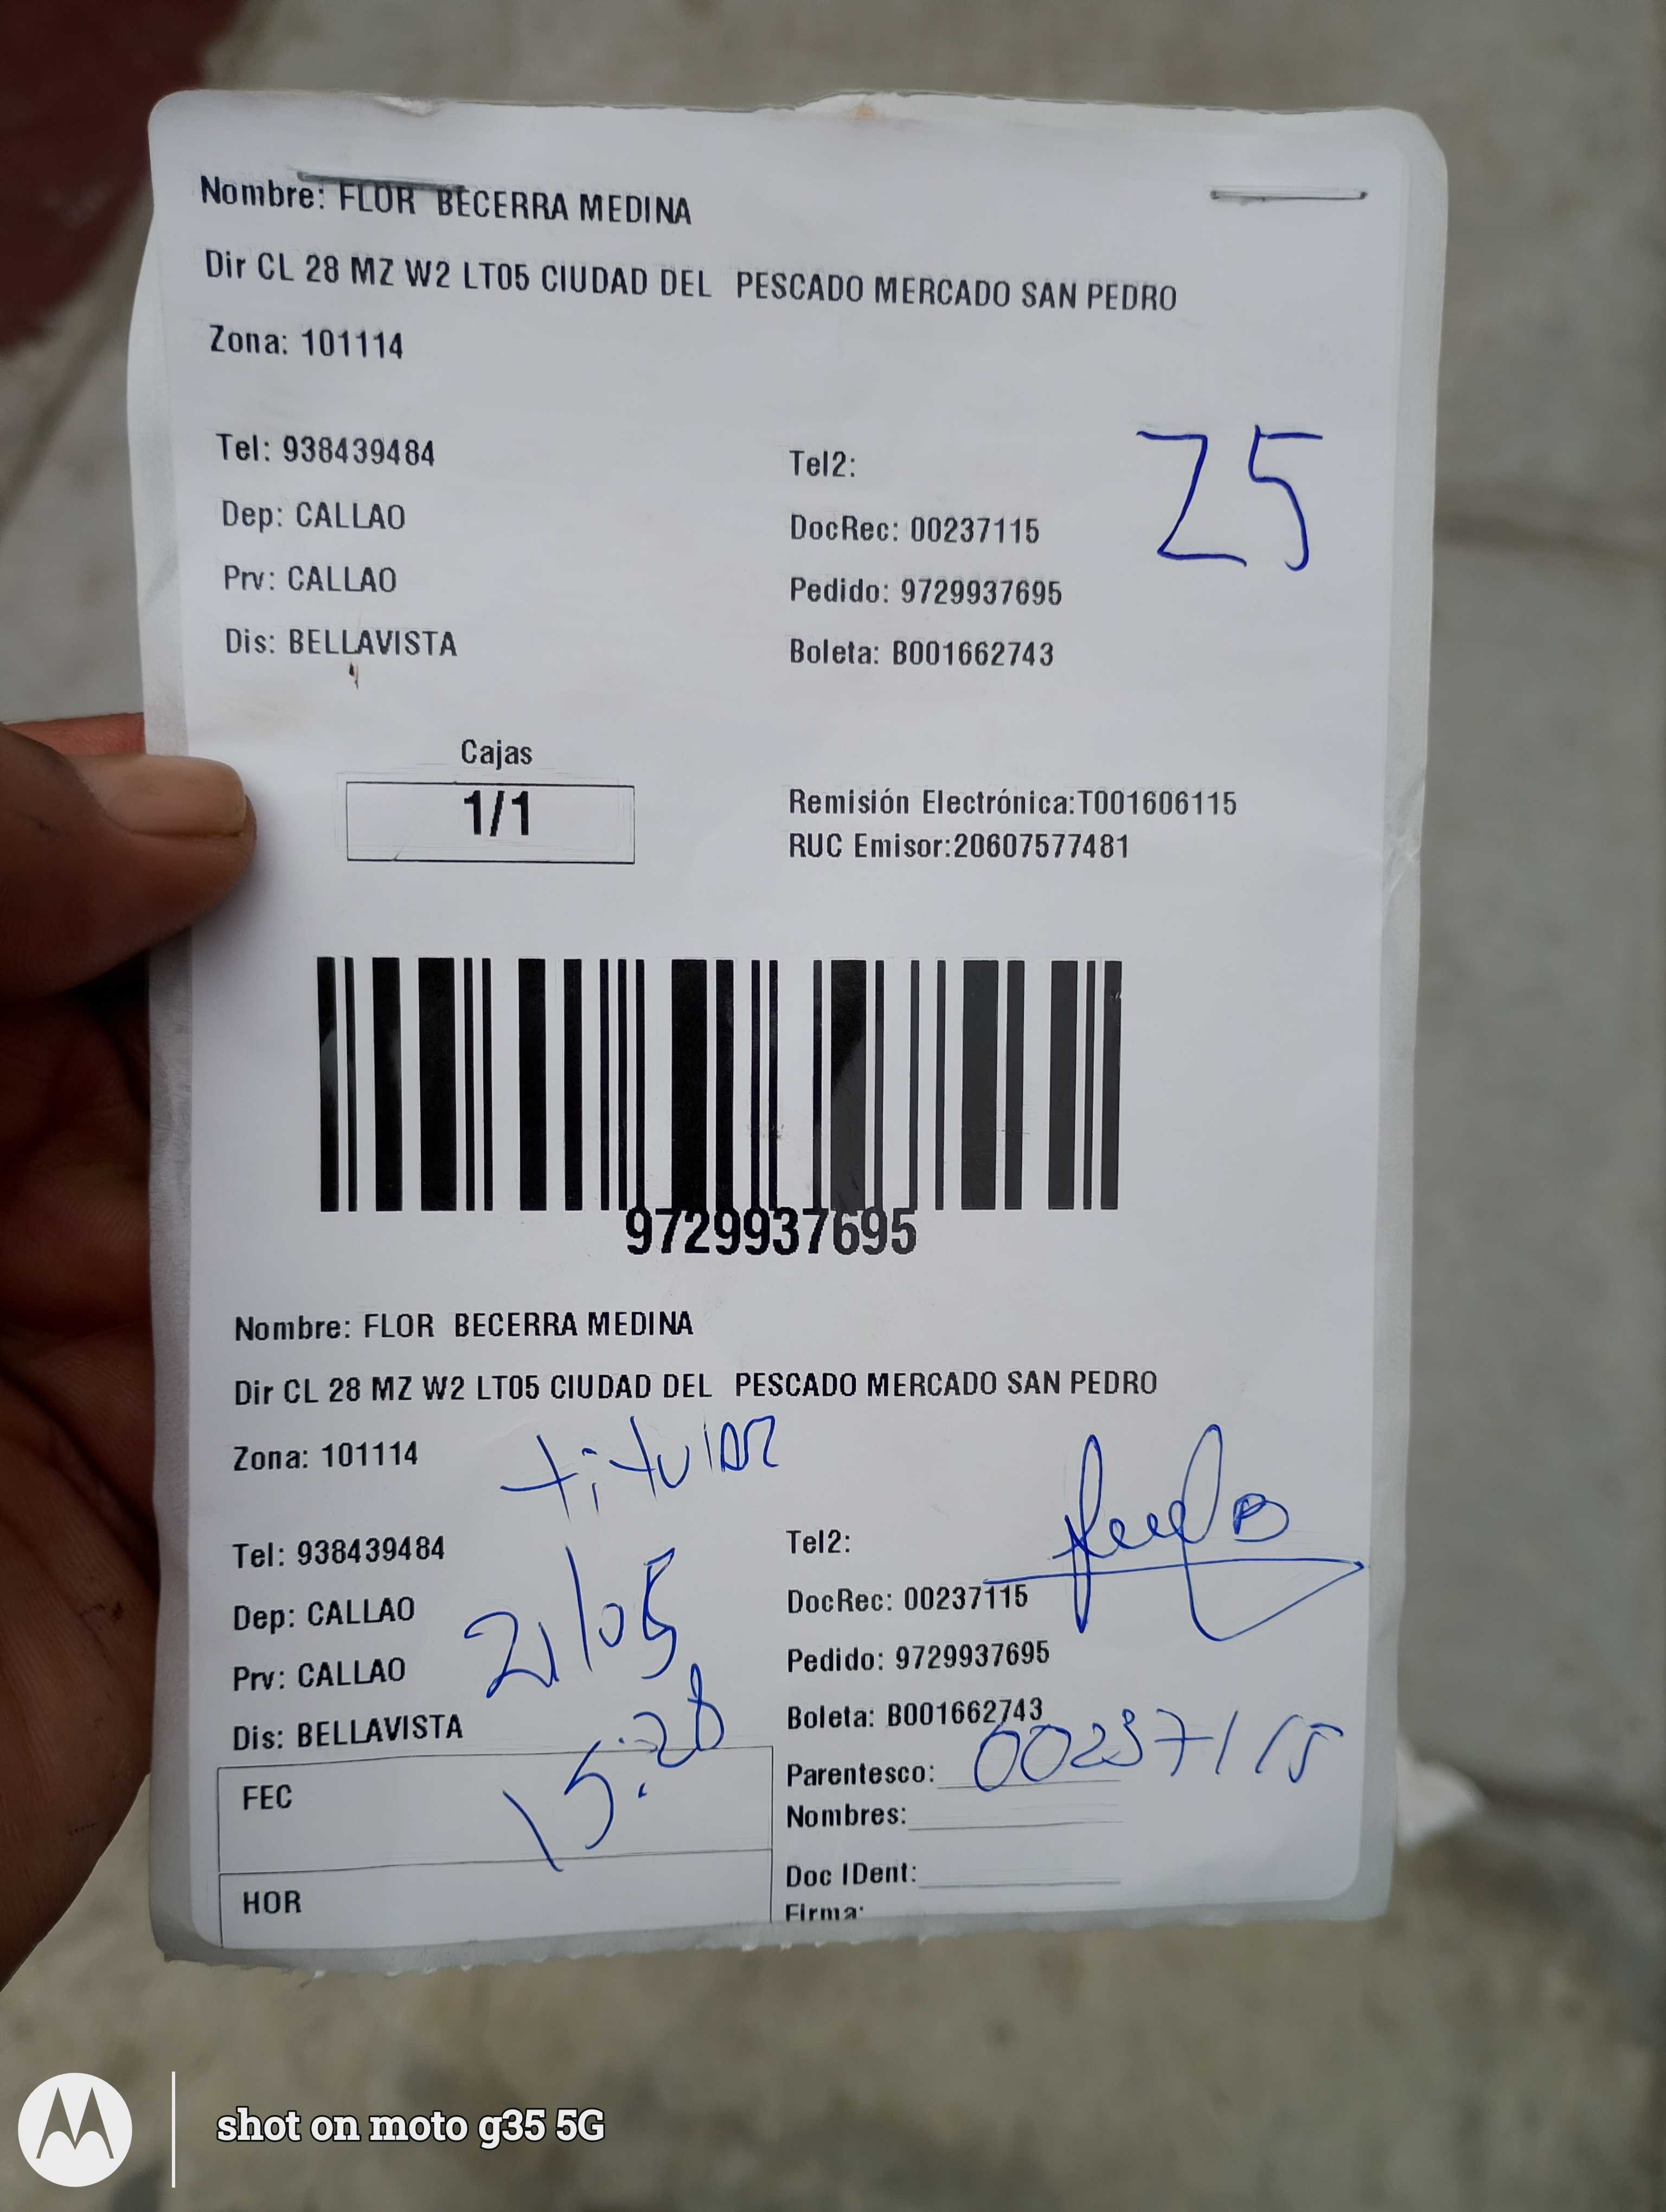 Nombre: FLOR BECERRA MEDINA
Dir CL 28 MZ W2 LT05 CIUDAD DEL PESCADO MERCADO SAN PEDRO
Zona: 101114
Z5
Tel: 938439484
Tel2:
Dep: CALLAO
DocRec: 00237115
Prv: CALLAO
Pedido: 9729937695
Dis: BELLAVISTA
Boleta: B001662743
Cajas
1/1
Remisión Electrónica:T001606115
RUC Emisor:20607577481
9729937695
Nombre: FLOR BECERRA MEDINA
Dir CL 28 MZ W2 LT05 CIUDAD DEL PESCADO MERCADO SAN PEDRO
Zona: 101114
titular
Tel: 938439484
Tel2:
Dep: CALLAO
DocRec: 00237115
21/05
Prv: CALLAO
Pedido: 9729937695
Dis: BELLAVISTA
Boleta: B001662743
15:28
00237115
FEC
Parentesco:
Nombres:
HOR
Doc IDent:
Firma:
shot on moto g35 5G